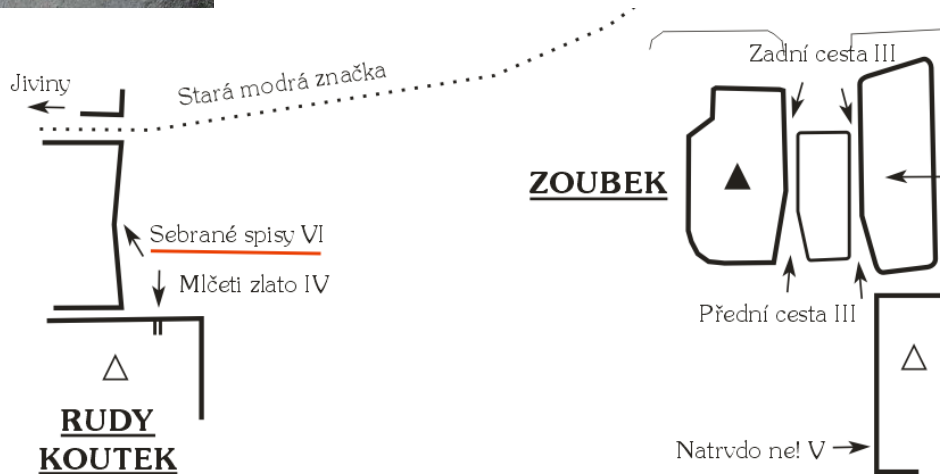 Jiviny
Stará modrá značka
Zadní cesta III
ZOUBEK
Sebrané spisy VI
Mlčeti zlato IV
Přední cesta III
RUDY
KOUTEK
Natrvdo ne! V